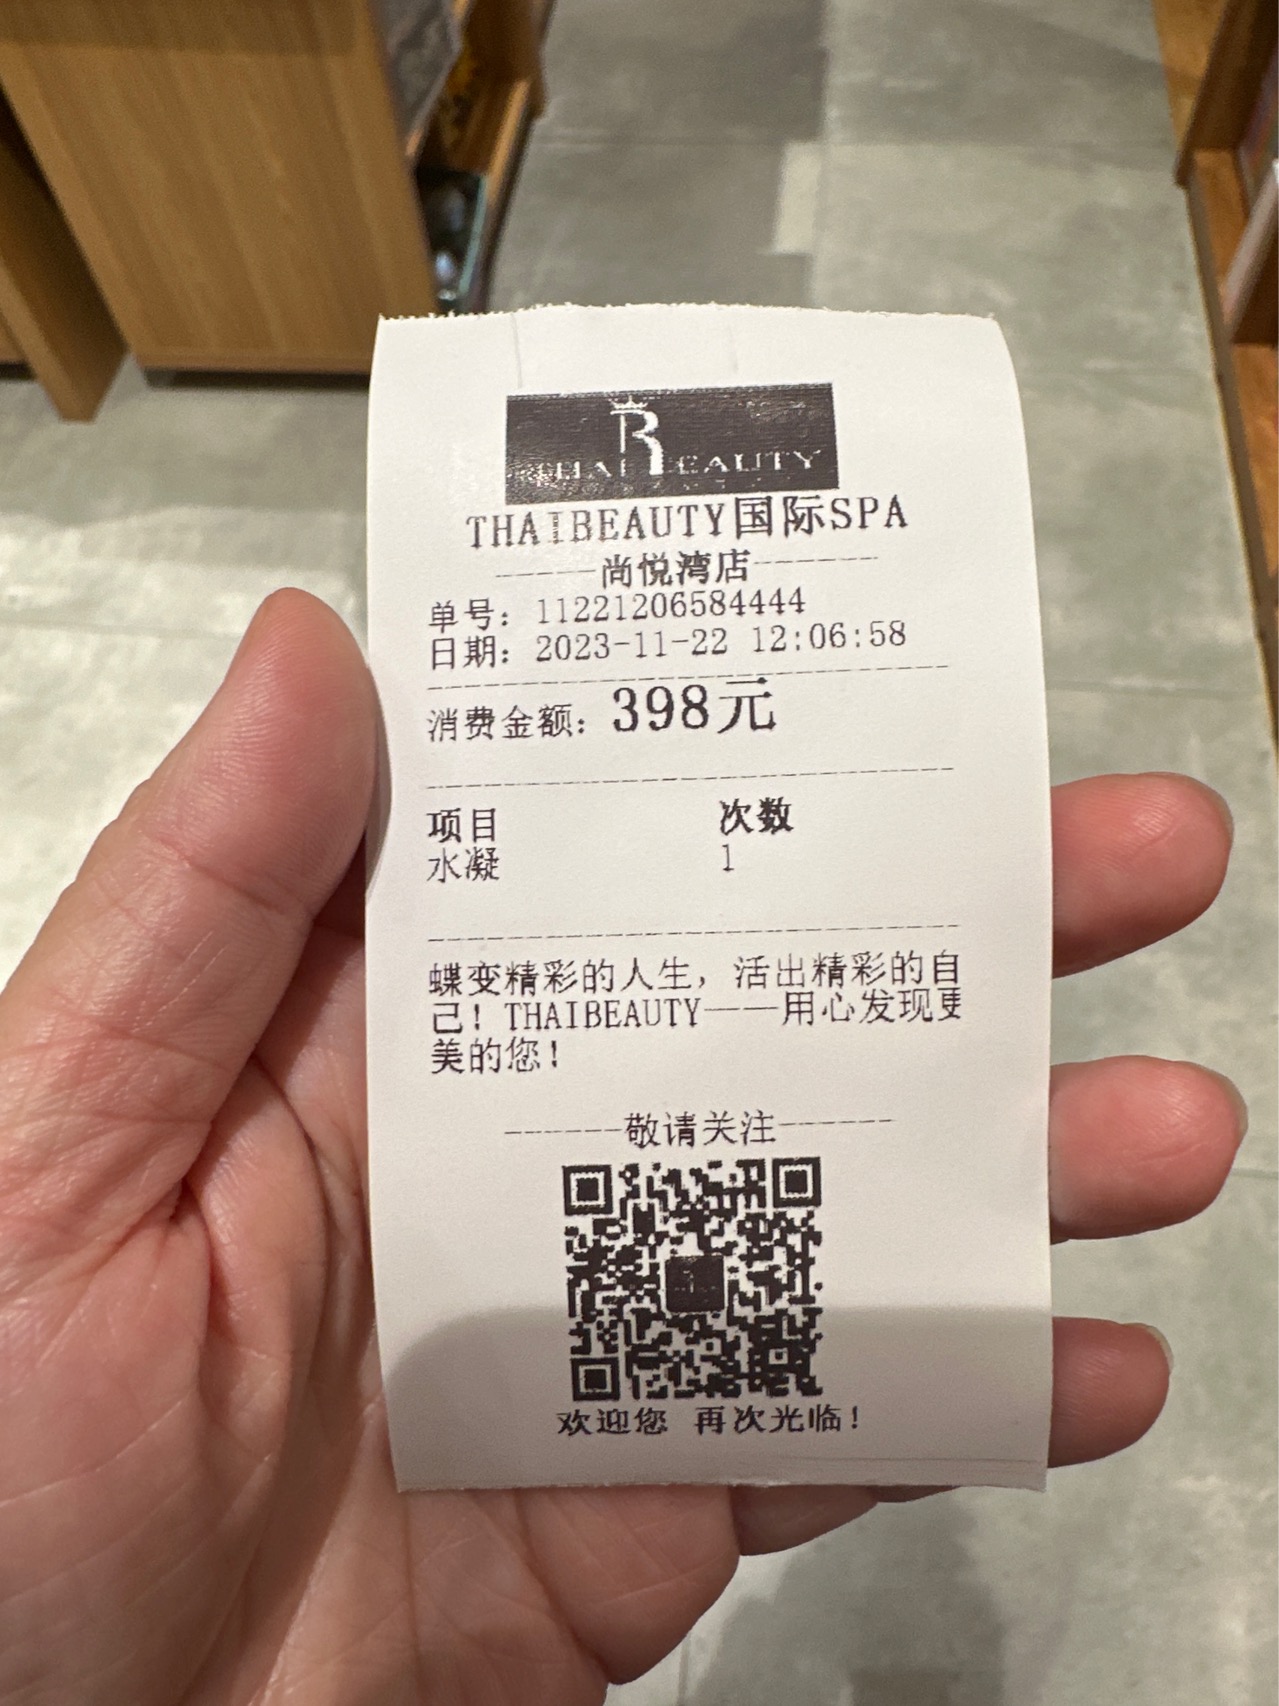 THAI BEAUTY
THAIBEAUTY国际SPA
------尚悦湾店------
单号：11221206584444
日期：2023-11-22 12:06:58
消费金额：398元
项目 次数
水凝 1
蝶变精彩的人生，活出精彩的自
己！THAIBEAUTY——用心发现更
美的您！
------敬请关注------
欢迎您 再次光临！